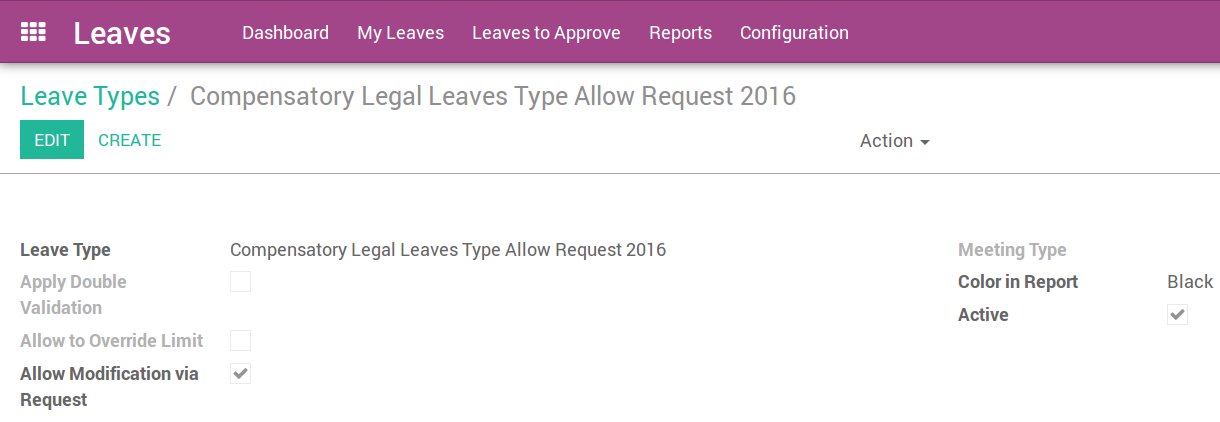 Leaves Dashboard My Leaves Leaves to Approve Reports Configuration
Leave Types / Compensatory Legal Leaves Type Allow Request 2016
EDIT CREATE Action
Leave Type Compensatory Legal Leaves Type Allow Request 2016 Meeting Type
Apply Double Color in Report Black
Validation
Active
Allow to Override Limit
Allow Modification via
Request